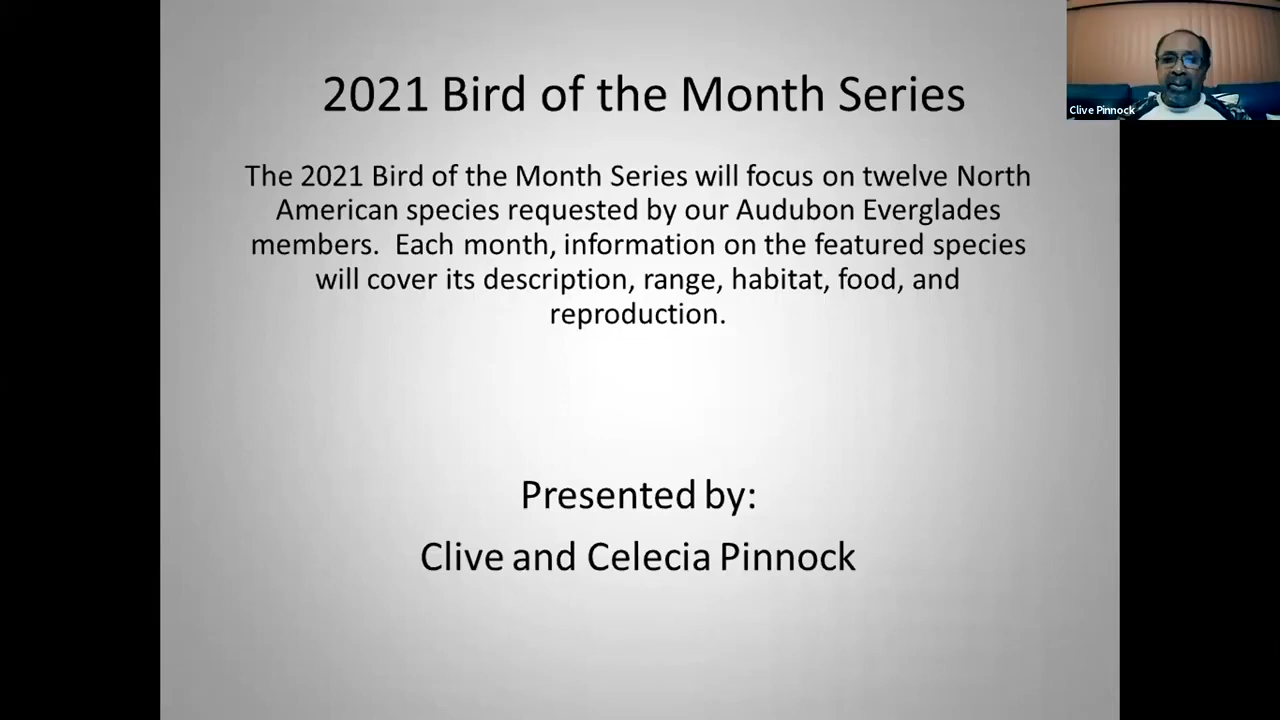 2021 Bird of the Month Series
Clive Pinnock
The 2021 Bird of the Month Series will focus on twelve North
American species requested by our Audubon Everglades
members.  Each month, information on the featured species
will cover its description, range, habitat, food, and
reproduction.
Presented by:
Clive and Celecia Pinnock